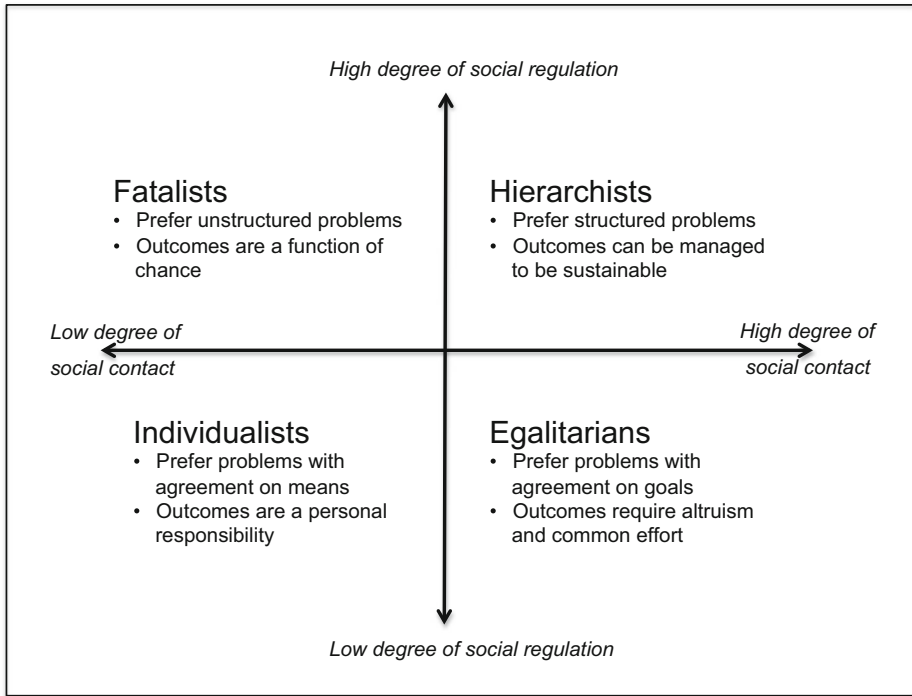 High degree of social regulation
Fatalists
• Prefer unstructured problems
• Outcomes are a function of
chance
Hierarchists
• Prefer structured problems
• Outcomes can be managed
to be sustainable
Low degree of
social contact
High degree of
social contact
Individualists
• Prefer problems with
agreement on means
• Outcomes are a personal
responsibility
Egalitarians
• Prefer problems with
agreement on goals
• Outcomes require altruism
and common effort
Low degree of social regulation